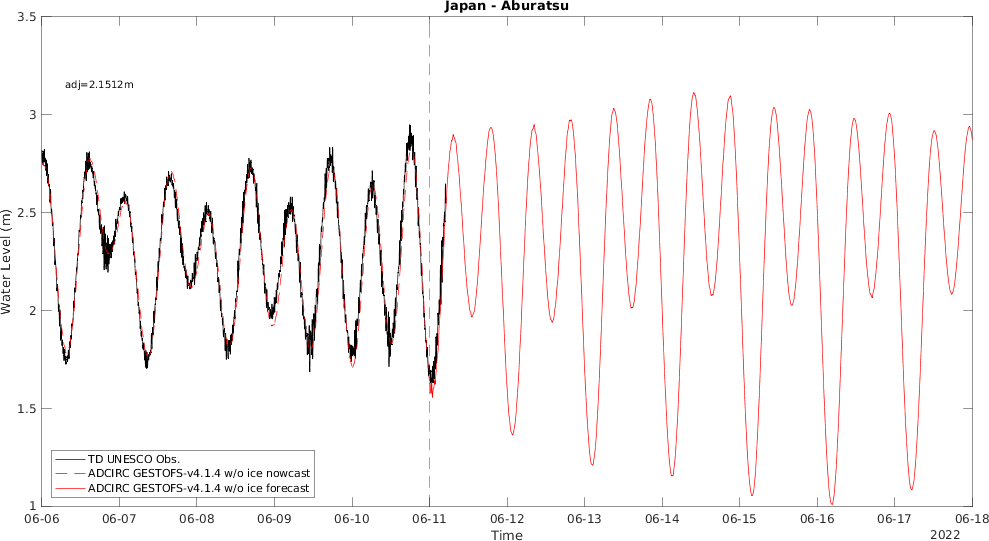 Japan - Aburatsu
3.5
adj=2.1512m
3
2.5
Water Level (m)
2
1.5
TD UNESCO Obs.
ADCIRC GESTOFS-v4.1.4 w/o ice nowcast
ADCIRC GESTOFS-v4.1.4 w/o ice forecast
1
06-06 06-07 06-08 06-09 06-10 06-11 06-12 06-13 06-14 06-15 06-16 06-17 06-18
Time
2022